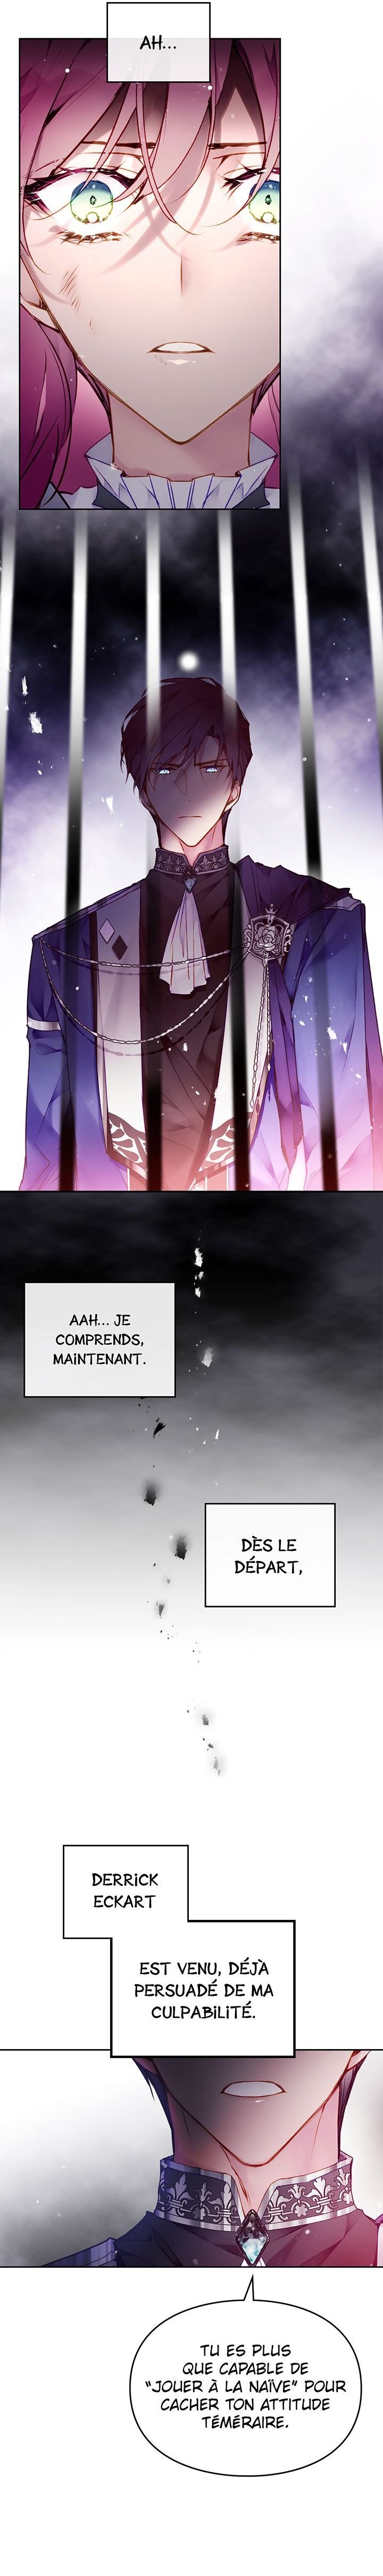 AH...
AAH... JE
COMPRENDS,
MAINTENANT.
DÈS LE
DÉPART,
DERRICK
ECKART
EST VENU, DÉJÀ
PERSUADÉ DE MA
CULPABILITÉ.
TU ES PLUS
QUE CAPABLE DE
"JOUER À LA NAÏVE" POUR
CACHER TON ATTITUDE
TÉMÉRAIRE.